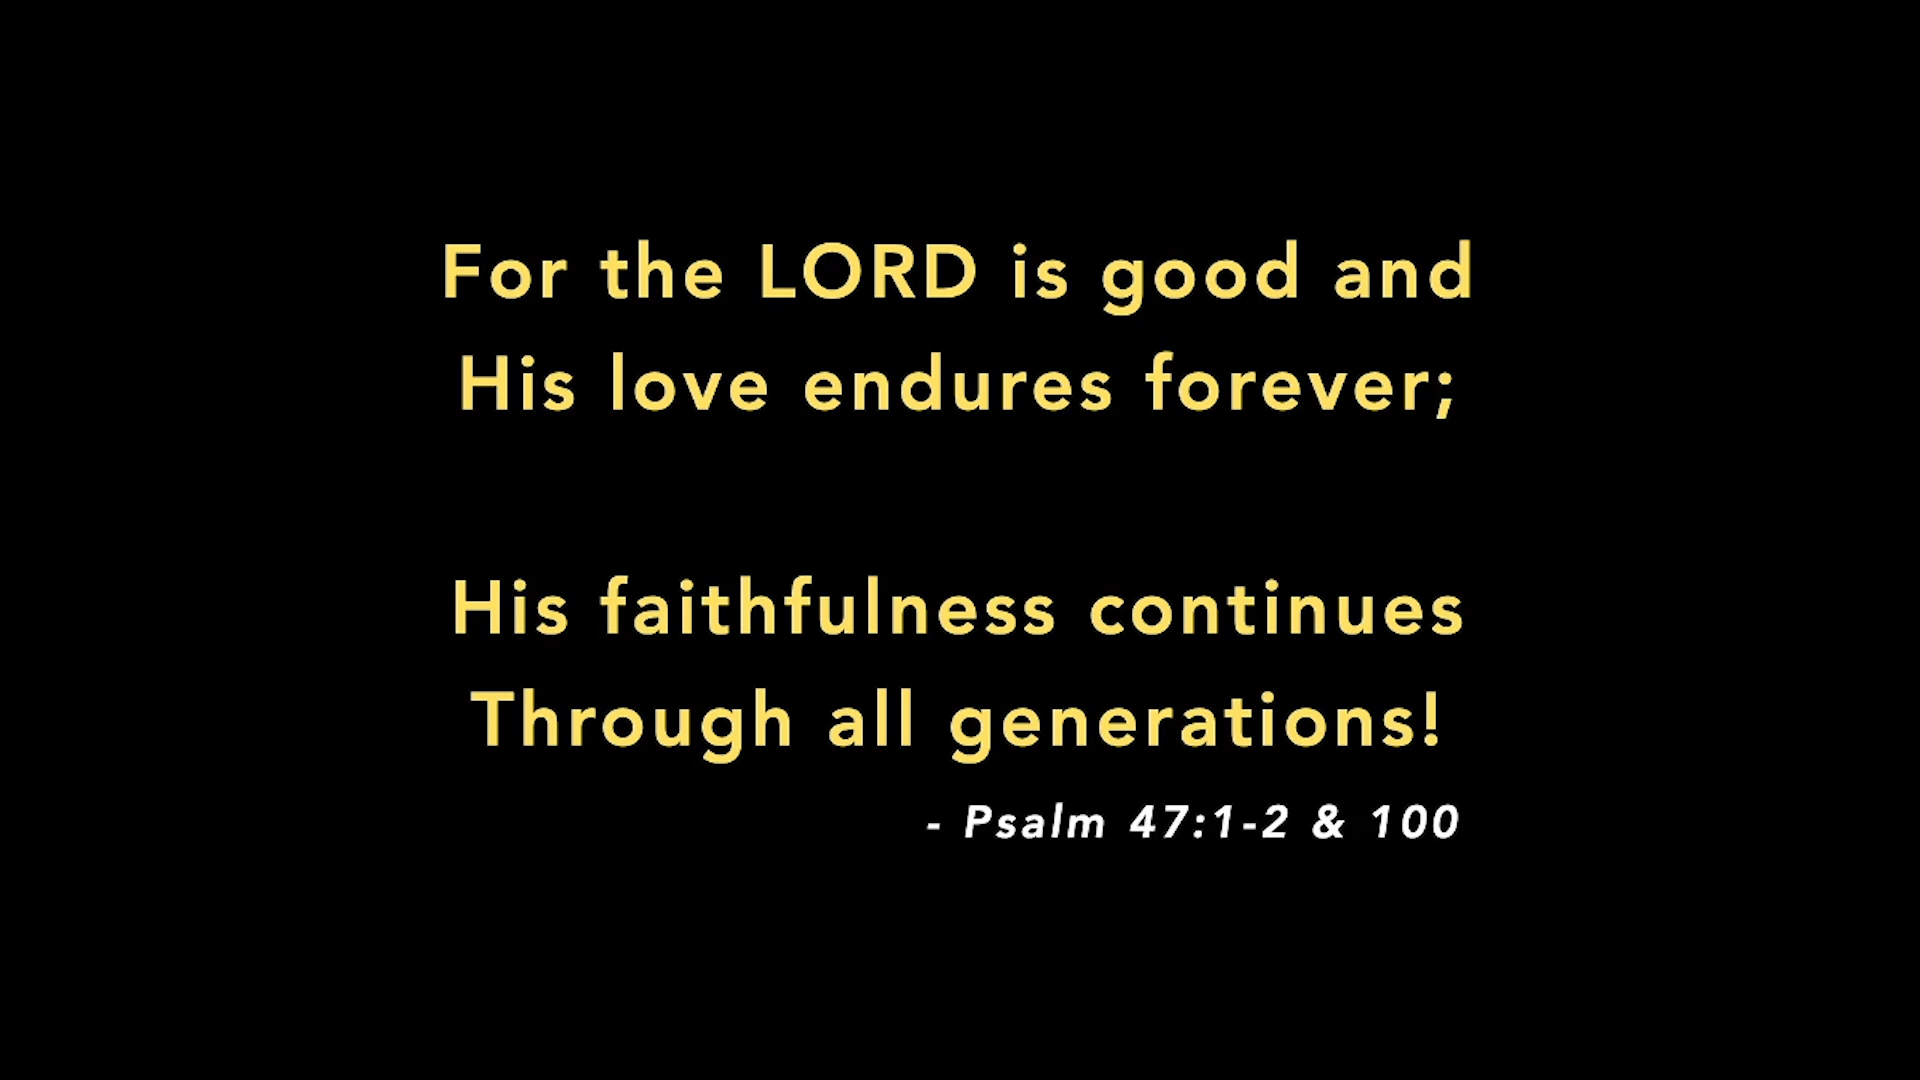 For the LORD is good and
His love endures forever;
His faithfulness continues
Through all generations!
- Psalm 47:1-2 & 100